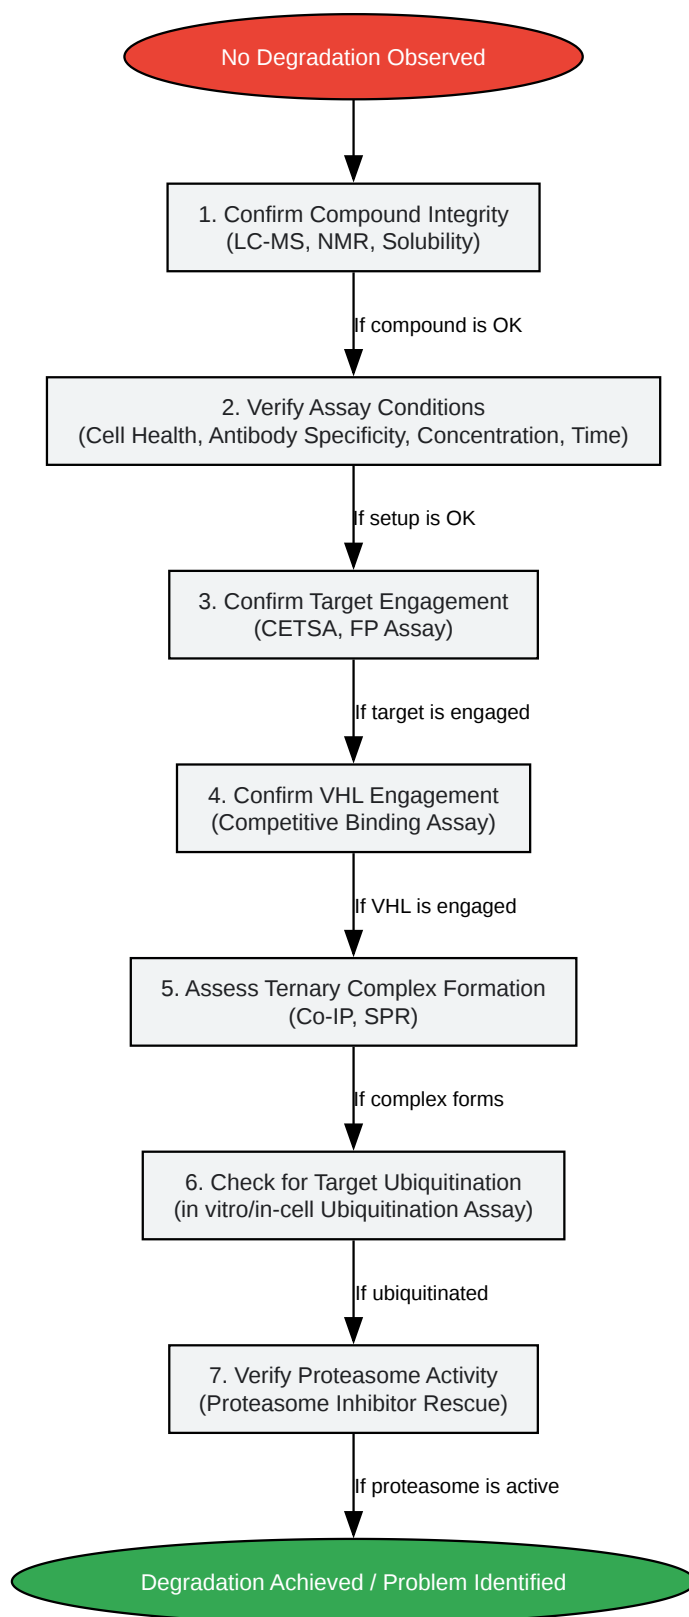 No Degradation Observed
1. Confirm Compound Integrity
(LC-MS, NMR, Solubility)
If compound is OK
2. Verify Assay Conditions
(Cell Health, Antibody Specificity, Concentration, Time)
If setup is OK
3. Confirm Target Engagement
(CETSA, FP Assay)
If target is engaged
4. Confirm VHL Engagement
(Competitive Binding Assay)
If VHL is engaged
5. Assess Ternary Complex Formation
(Co-IP, SPR)
If complex forms
6. Check for Target Ubiquitination
(in vitro/in-cell Ubiquitination Assay)
If ubiquitinated
7. Verify Proteasome Activity
(Proteasome Inhibitor Rescue)
If proteasome is active
Degradation Achieved / Problem Identified